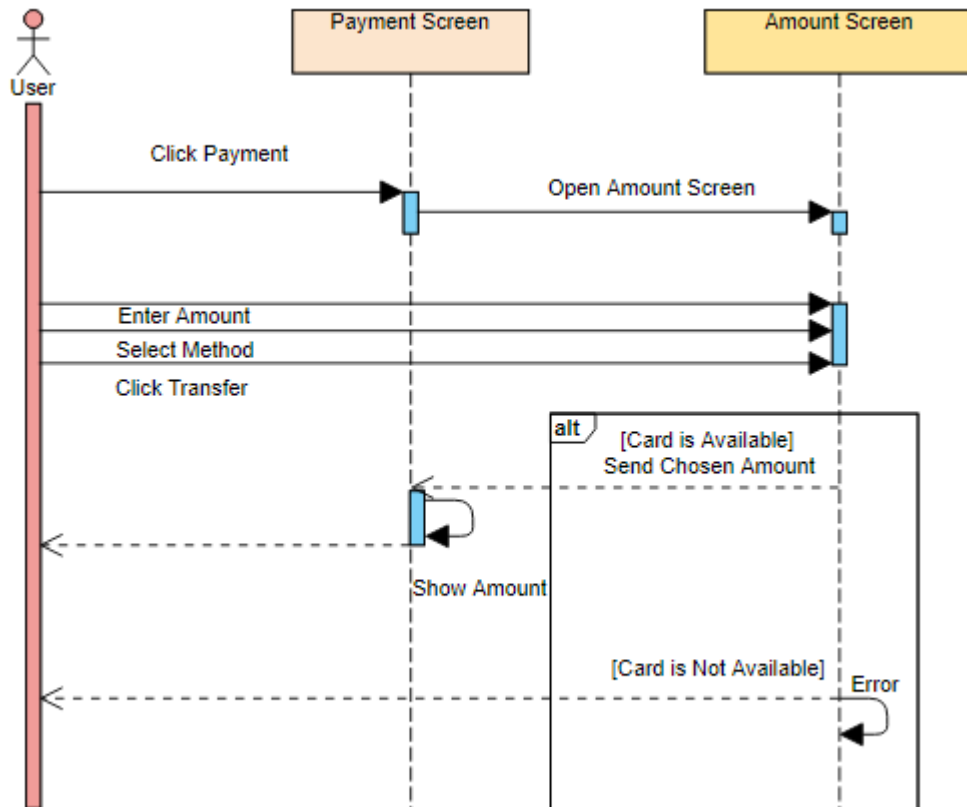 Payment Screen
Amount Screen
User
Click Payment
Open Amount Screen
Enter Amount
Select Method
Click Transfer
alt
[Card is Available]
Send Chosen Amount
Show Amount
[Card is Not Available]
Error